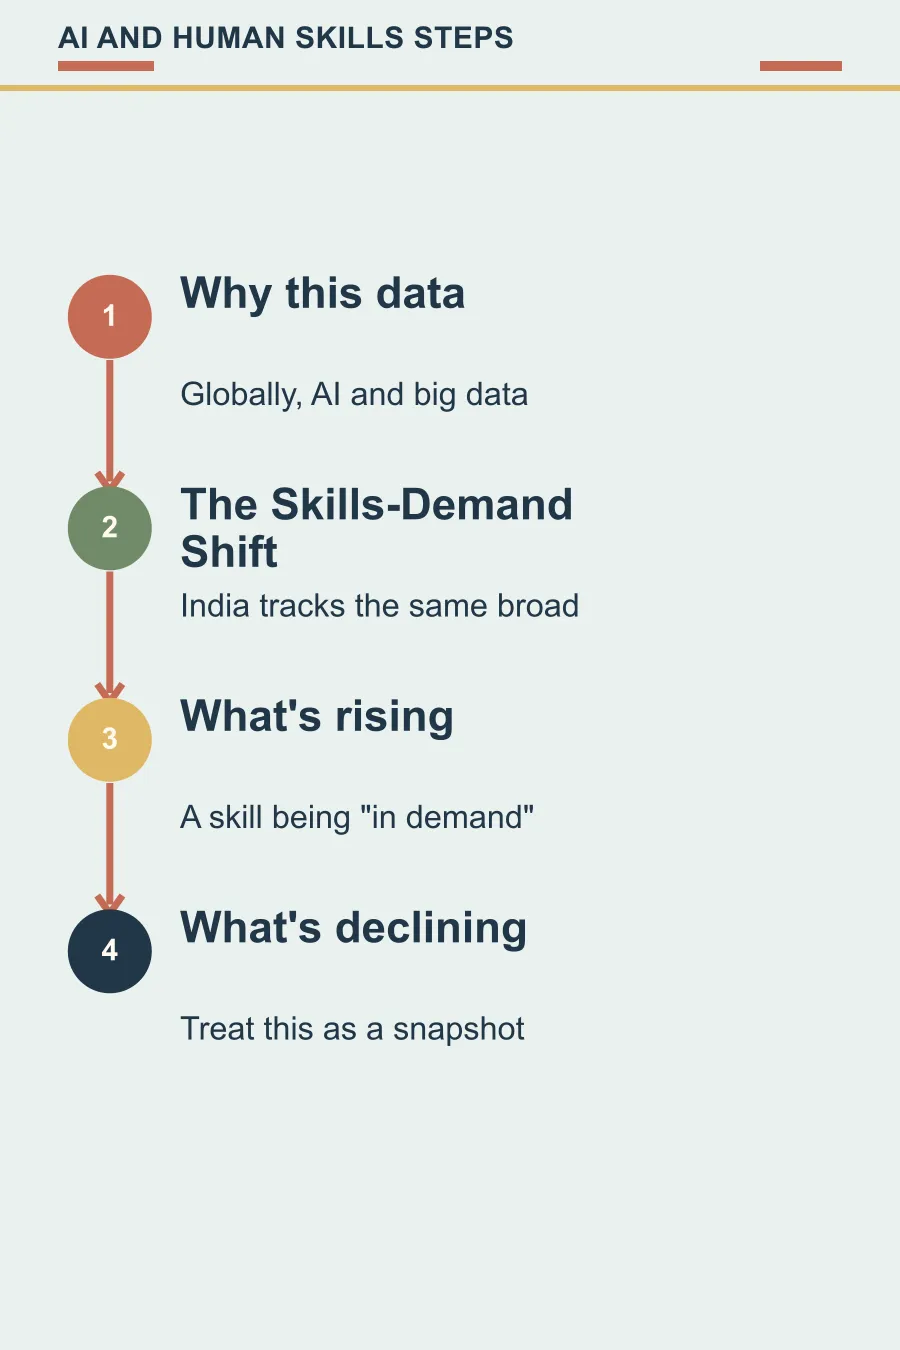 AI AND HUMAN SKILLS STEPS
1
Why this data
Globally, AI and big data
2
The Skills-Demand
Shift
India tracks the same broad
3
What's rising
A skill being "in demand"
4
What's declining
Treat this as a snapshot